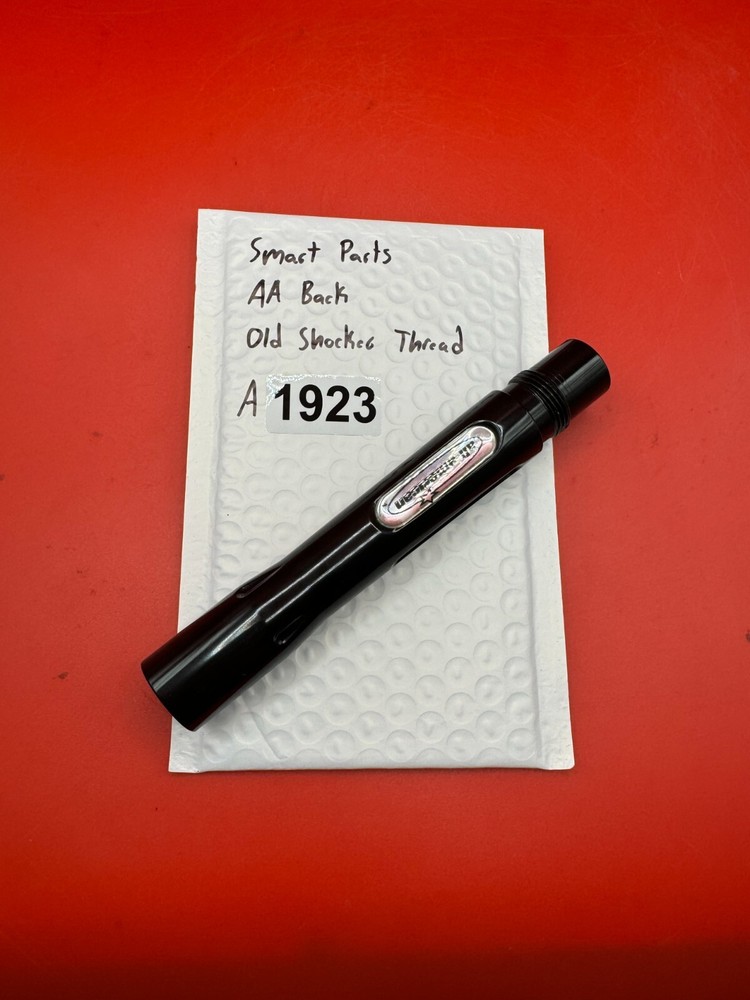 Smart Parts
AA Back
Old Shocker Thread
A 1923